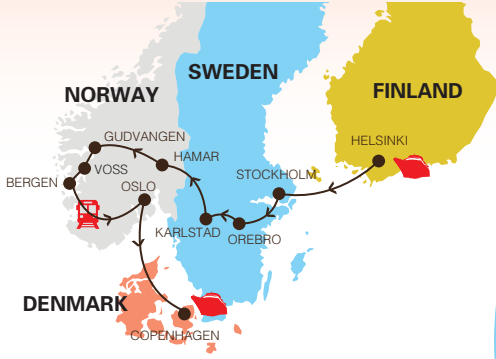 SWEDEN
NORWAY
FINLAND
GUDVANGEN
HELSINKI
HAMAR
VOSS
STOCKHOLM
BERGEN
OSLO
KARLSTAD
OREBRO
DENMARK
COPENHAGEN